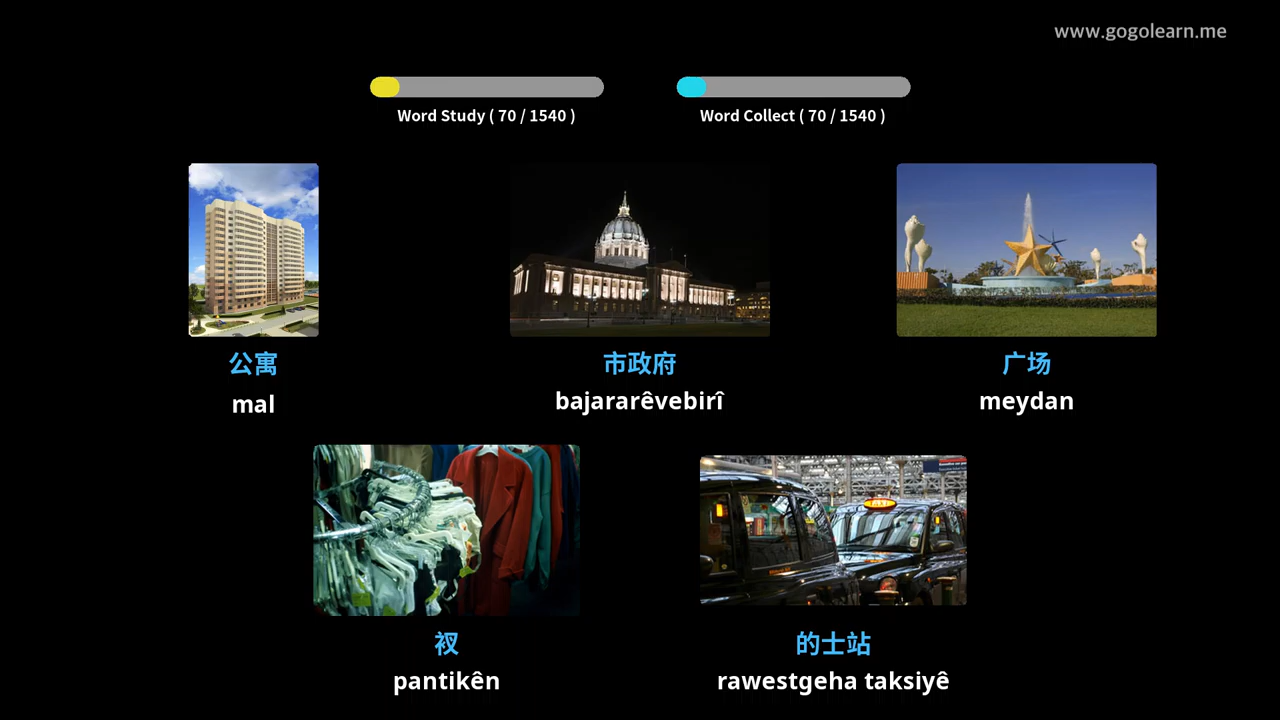 www.gogolearn.me
Word Study ( 70 / 1540 )
Word Collect ( 70 / 1540 )
公寓
mal
市政府
bajararêvebirî
广场
meydan
TAXI
衩
pantikên
的士站
rawestgeha taksiyê